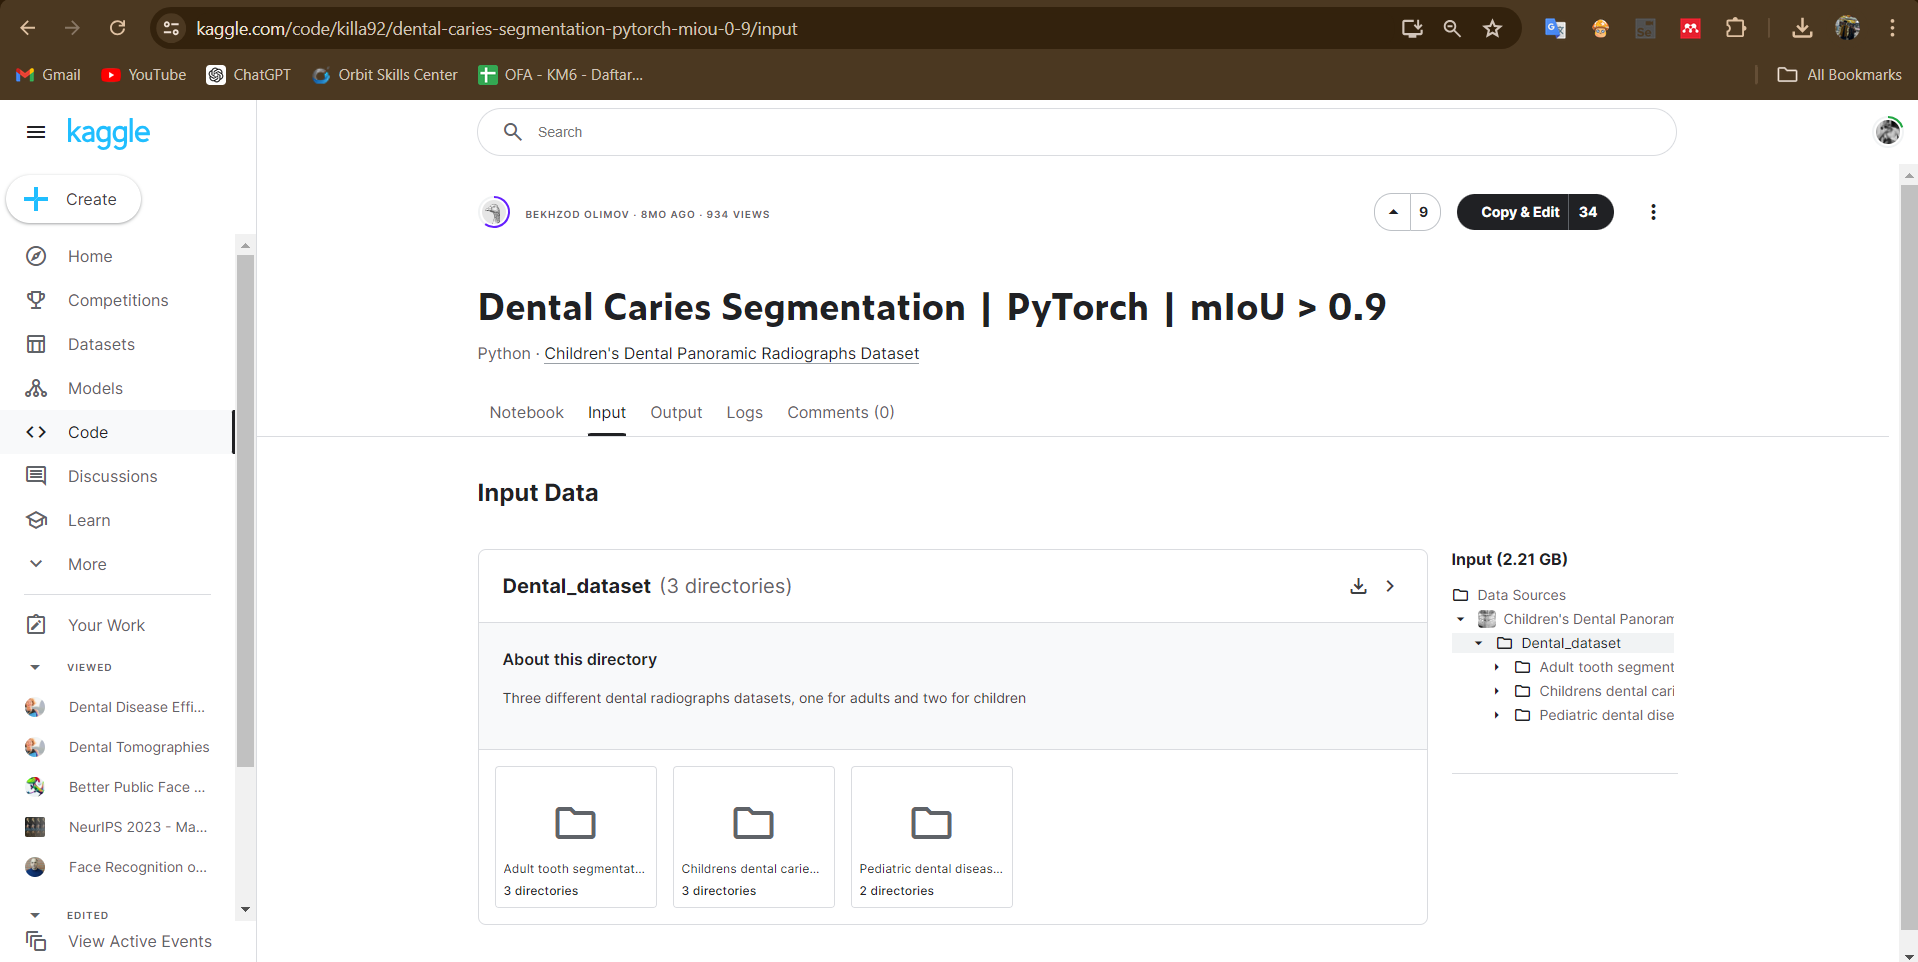 kaggle.com/code/killa92/dental-caries-segmentation-pytorch-miou-0-9/input
Gmail
YouTube
ChatGPT
Orbit Skills Center
OFA - KM6 - Daftar...
All Bookmarks
kaggle
Search
Create
Home
Competitions
Datasets
Models
Code
Discussions
Learn
More
Your Work
VIEWED
Dental Disease Effi...
Dental Tomographies
Better Public Face ...
NeurIPS 2023 - Ma...
Face Recognition o...
EDITED
View Active Events
BEKHZOD OLIMOV · 8MO AGO · 934 VIEWS
9
Copy & Edit 34
Dental Caries Segmentation | PyTorch | mIoU > 0.9
Python · Children's Dental Panoramic Radiographs Dataset
Notebook Input Output Logs Comments (0)
Input Data
Dental_dataset (3 directories)
About this directory
Three different dental radiographs datasets, one for adults and two for children
Adult tooth segmentat...
3 directories
Childrens dental carie...
3 directories
Pediatric dental diseas...
2 directories
Input (2.21 GB)
Data Sources
Children's Dental Panoram
Dental_dataset
Adult tooth segment
Childrens dental cari
Pediatric dental dise